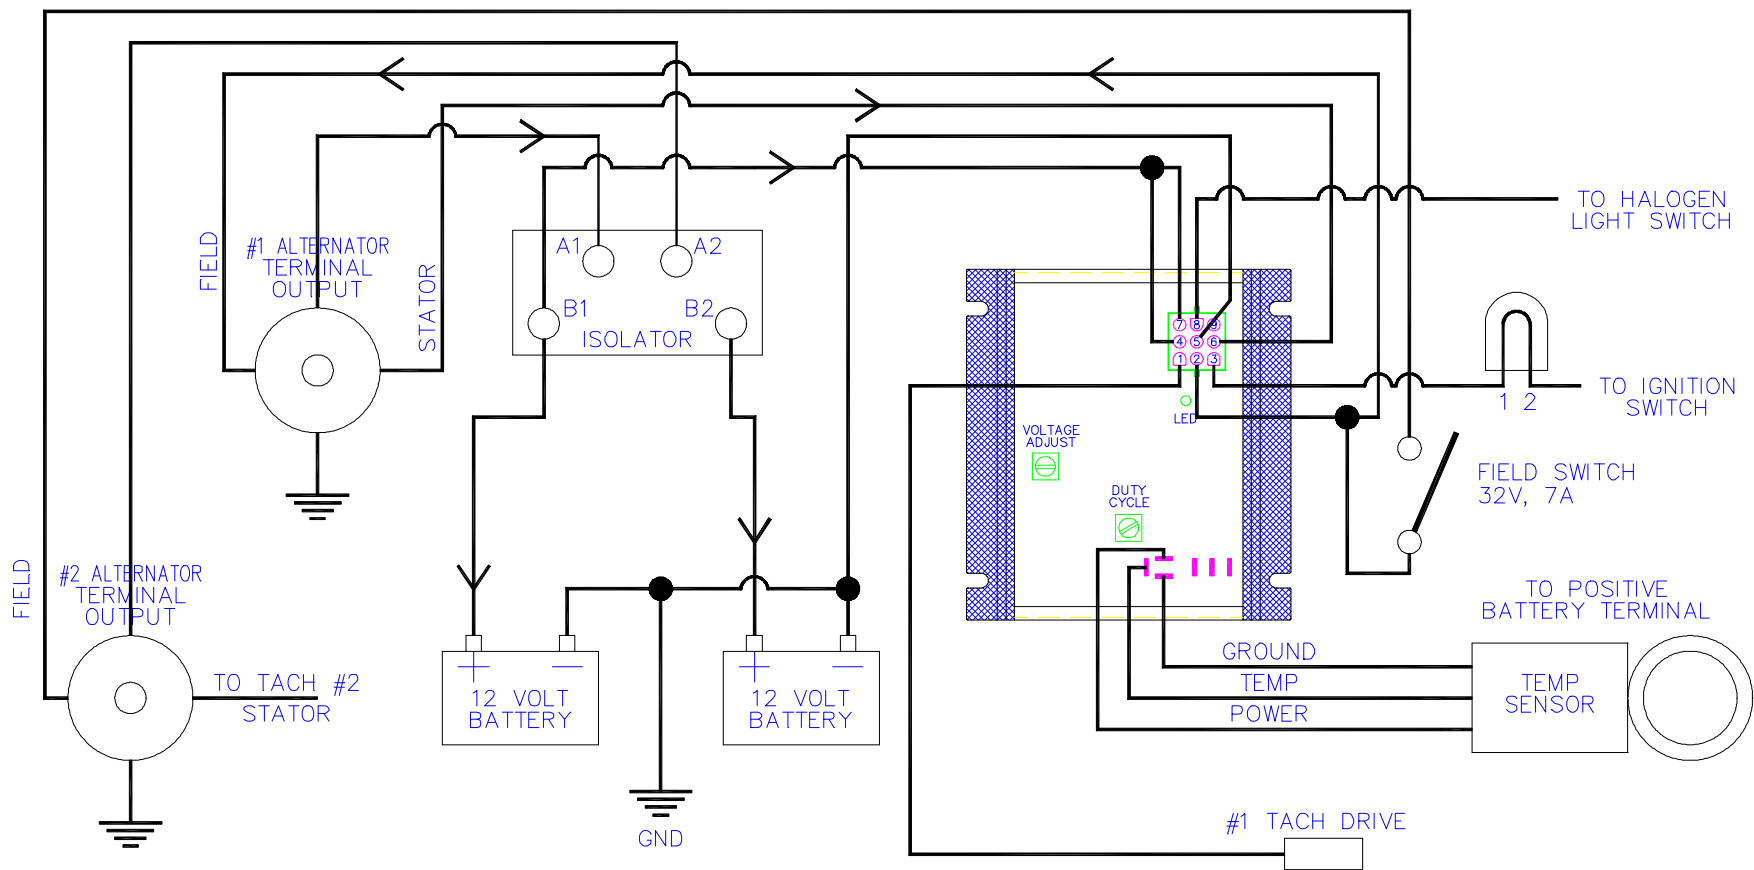 TO HALOGEN
LIGHT SWITCH
FIELD
#1 ALTERNATOR
TERMINAL
OUTPUT
STATOR
A1
A2
B1
B2
ISOLATOR
7 8 9
4 5 6
1 2 3
LED
1 2
TO IGNITION
SWITCH
VOLTAGE
ADJUST
FIELD SWITCH
32V, 7A
DUTY
CYCLE
FIELD
#2 ALTERNATOR
TERMINAL
OUTPUT
TO POSITIVE
BATTERY TERMINAL
TO TACH #2
STATOR
+
−
12 VOLT
BATTERY
+
−
12 VOLT
BATTERY
GROUND
TEMP
POWER
TEMP
SENSOR
GND
#1 TACH DRIVE